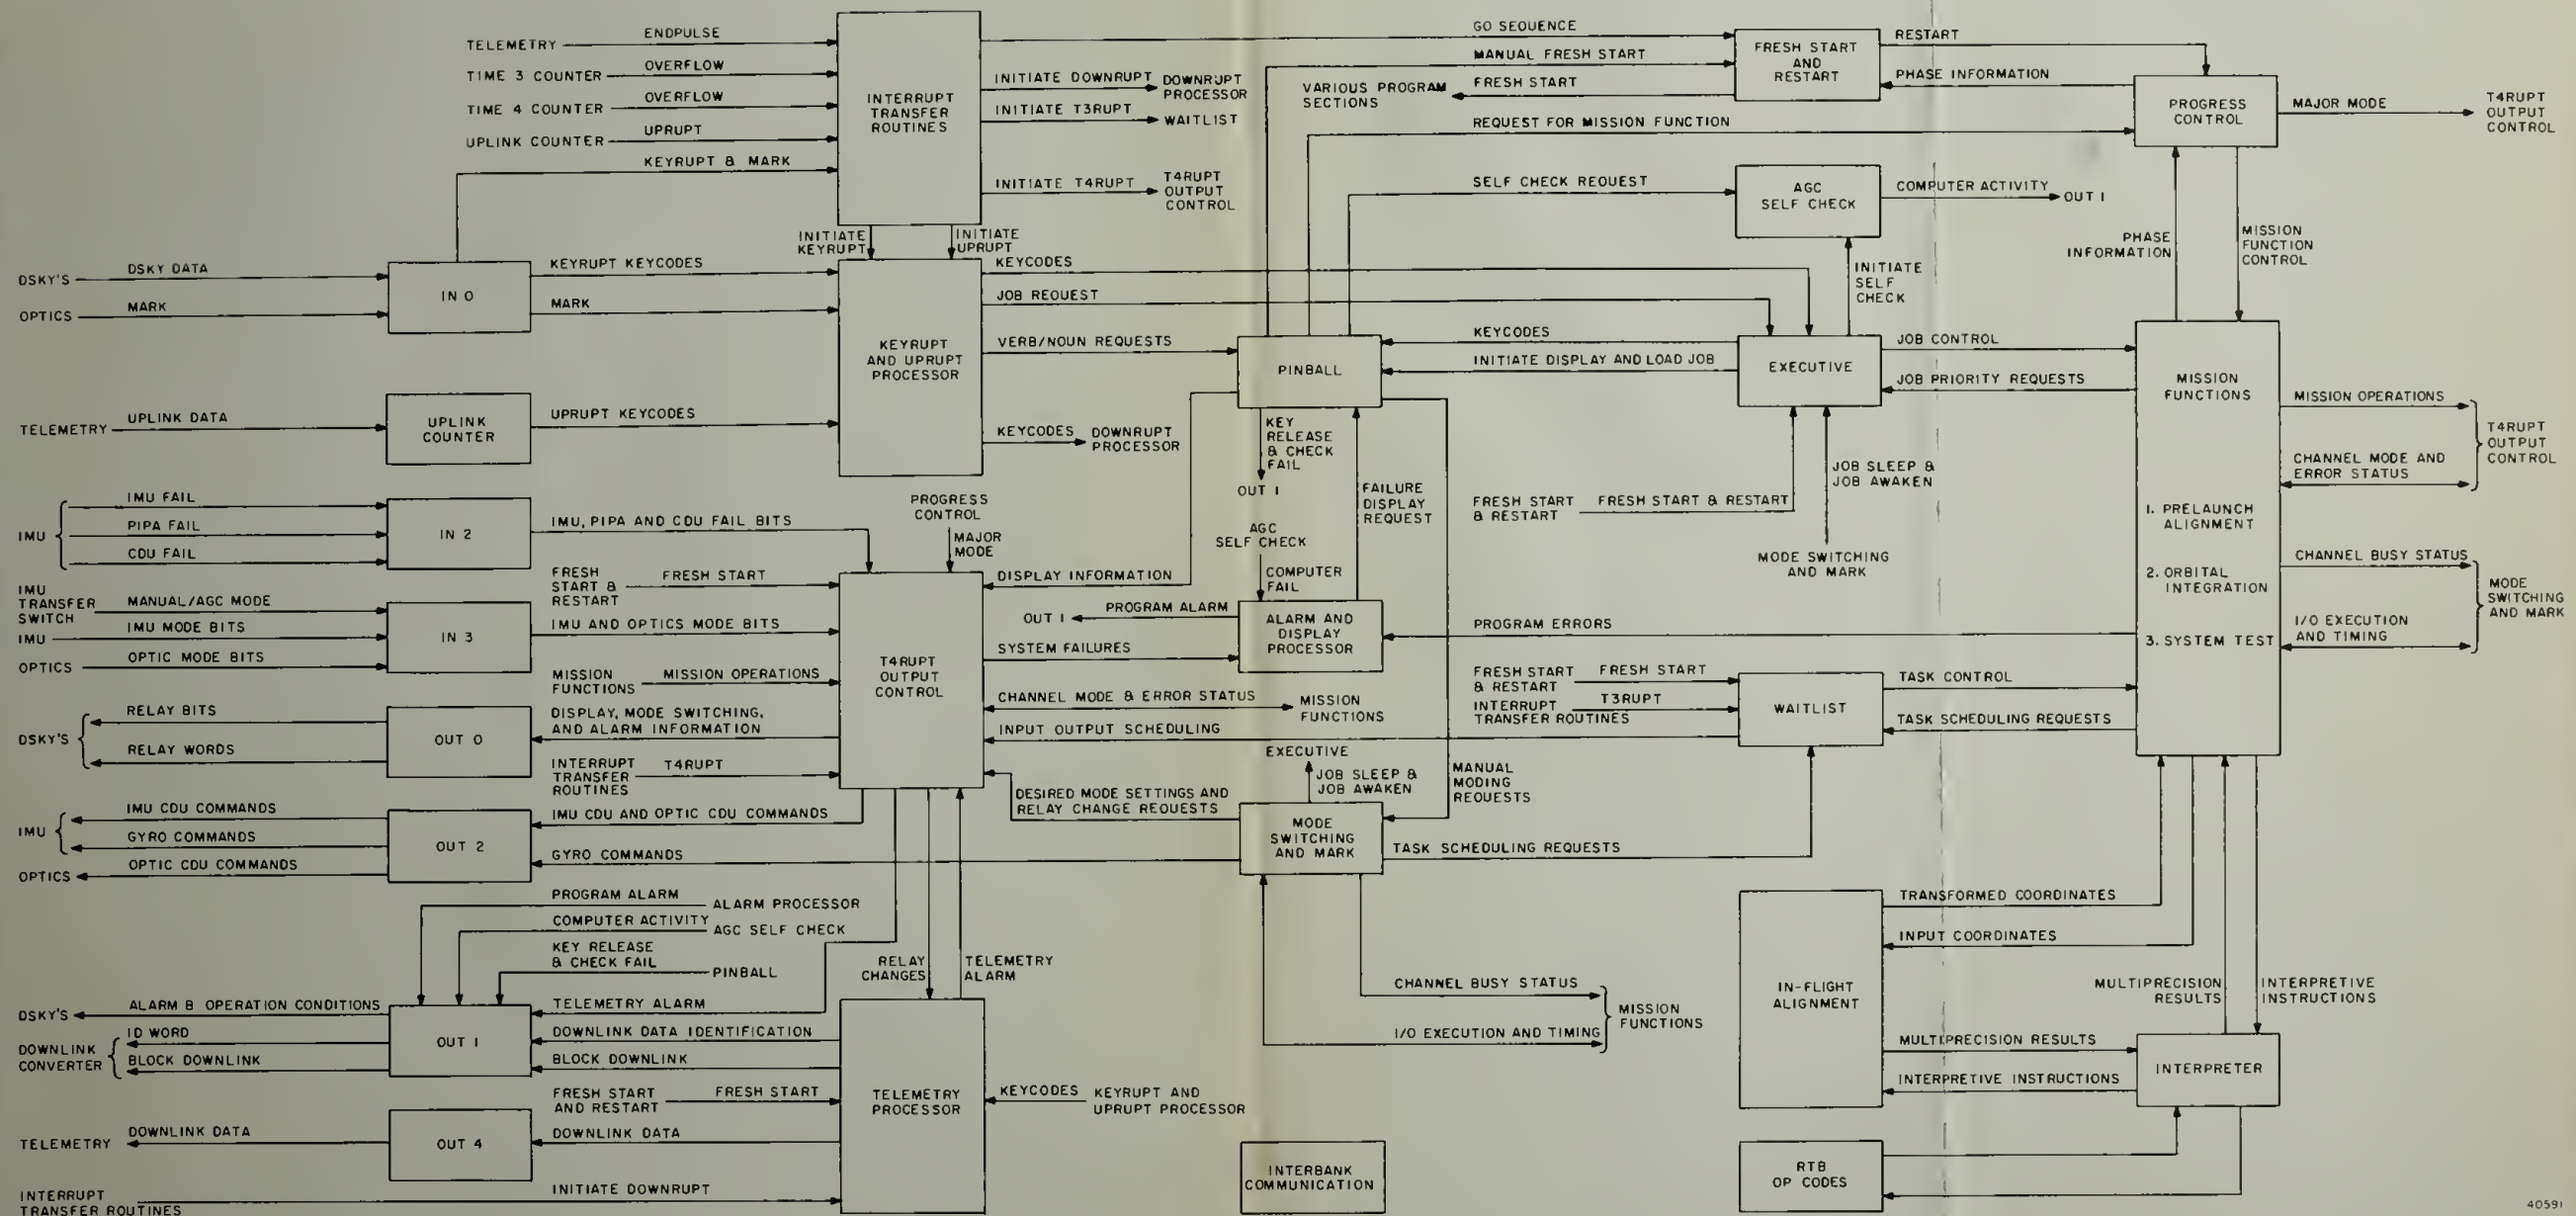 TELEMETRY
ENDPULSE
TIME 3 COUNTER
OVERFLOW
TIME 4 COUNTER
OVERFLOW
UPLINK COUNTER
UPRUPT
KEYRUPT & MARK
INTERRUPT
TRANSFER
ROUTINES
INITIATE DOWNRUPT
DOWNRUPT
PROCESSOR
INITIATE T3RUPT
WAITLIST
INITIATE T4RUPT
T4RUPT
OUTPUT
CONTROL
GO SEQUENCE
MANUAL FRESH START
VARIOUS PROGRAM
SECTIONS
FRESH START
FRESH START
AND
RESTART
RESTART
PHASE INFORMATION
PROGRESS
CONTROL
MAJOR MODE
T4RUPT
OUTPUT
CONTROL
REQUEST FOR MISSION FUNCTION
SELF CHECK REQUEST
AGC
SELF CHECK
COMPUTER ACTIVITY
OUT 1
PHASE
INFORMATION
MISSION
FUNCTION
CONTROL
INITIATE
KEYRUPT
INITIATE
UPRUPT
DSKY'S
DSKY DATA
OPTICS
MARK
IN 0
KEYRUPT KEYCODES
MARK
KEYRUPT
AND UPRUPT
PROCESSOR
KEYCODES
JOB REQUEST
VERB/NOUN REQUESTS
KEYCODES
DOWNRUPT
PROCESSOR
INITIATE
SELF
CHECK
PINBALL
KEYCODES
INITIATE DISPLAY AND LOAD JOB
EXECUTIVE
JOB CONTROL
JOB PRIORITY REQUESTS
MISSION
FUNCTIONS
1. PRELAUNCH
ALIGNMENT
2. ORBITAL
INTEGRATION
3. SYSTEM TEST
MISSION OPERATIONS
CHANNEL MODE AND
ERROR STATUS
T4RUPT
OUTPUT
CONTROL
CHANNEL BUSY STATUS
I/O EXECUTION
AND TIMING
MODE
SWITCHING
AND MARK
TELEMETRY
UPLINK DATA
UPLINK
COUNTER
UPRUPT KEYCODES
KEY
RELEASE
& CHECK
FAIL
OUT 1
FAILURE
DISPLAY
REQUEST
FRESH START
& RESTART
FRESH START & RESTART
JOB SLEEP &
JOB AWAKEN
MODE SWITCHING
AND MARK
IMU
IMU FAIL
PIPA FAIL
CDU FAIL
IN 2
IMU, PIPA AND CDU FAIL BITS
PROGRESS
CONTROL
MAJOR
MODE
AGC
SELF CHECK
COMPUTER
FAIL
FRESH
START &
RESTART
FRESH START
DISPLAY INFORMATION
IMU
TRANSFER
SWITCH
MANUAL/AGC MODE
IMU
IMU MODE BITS
OPTICS
OPTIC MODE BITS
IN 3
IMU AND OPTICS MODE BITS
T4RUPT
OUTPUT
CONTROL
OUT 1
PROGRAM ALARM
SYSTEM FAILURES
ALARM AND
DISPLAY
PROCESSOR
PROGRAM ERRORS
MISSION
FUNCTIONS
MISSION OPERATIONS
CHANNEL MODE & ERROR STATUS
MISSION
FUNCTIONS
INPUT OUTPUT SCHEDULING
FRESH START
& RESTART
FRESH START
INTERRUPT
TRANSFER ROUTINES
T3RUPT
WAITLIST
TASK CONTROL
TASK SCHEDULING REQUESTS
DSKY'S
RELAY BITS
RELAY WORDS
OUT 0
DISPLAY, MODE SWITCHING,
AND ALARM INFORMATION
INTERRUPT
TRANSFER
ROUTINES
T4RUPT
EXECUTIVE
JOB SLEEP &
JOB AWAKEN
MANUAL
MODING
REQUESTS
DESIRED MODE SETTINGS AND
RELAY CHANGE REQUESTS
MODE
SWITCHING
AND MARK
TASK SCHEDULING REQUESTS
IMU
IMU CDU COMMANDS
GYRO COMMANDS
OPTICS
OPTIC CDU COMMANDS
OUT 2
IMU CDU AND OPTIC CDU COMMANDS
GYRO COMMANDS
PROGRAM ALARM
ALARM PROCESSOR
COMPUTER ACTIVITY
AGC SELF CHECK
KEY RELEASE
& CHECK FAIL
PINBALL
RELAY
CHANGES
TELEMETRY
ALARM
CHANNEL BUSY STATUS
I/O EXECUTION AND TIMING
MISSION
FUNCTIONS
IN-FLIGHT
ALIGNMENT
TRANSFORMED COORDINATES
INPUT COORDINATES
MULTIPRECISION
RESULTS
INTERPRETIVE
INSTRUCTIONS
MULTIPRECISION RESULTS
INTERPRETIVE INSTRUCTIONS
INTERPRETER
DSKY'S
ALARM B OPERATION CONDITIONS
DOWNLINK
CONVERTER
ID WORD
BLOCK DOWNLINK
OUT 1
TELEMETRY ALARM
DOWNLINK DATA IDENTIFICATION
BLOCK DOWNLINK
FRESH START
AND RESTART
FRESH START
TELEMETRY
PROCESSOR
KEYCODES
KEYRUPT AND
UPRUPT PROCESSOR
TELEMETRY
DOWNLINK DATA
OUT 4
DOWNLINK DATA
INTERRUPT
TRANSFER ROUTINES
INITIATE DOWNRUPT
INTERBANK
COMMUNICATION
RTB
OP CODES
40591